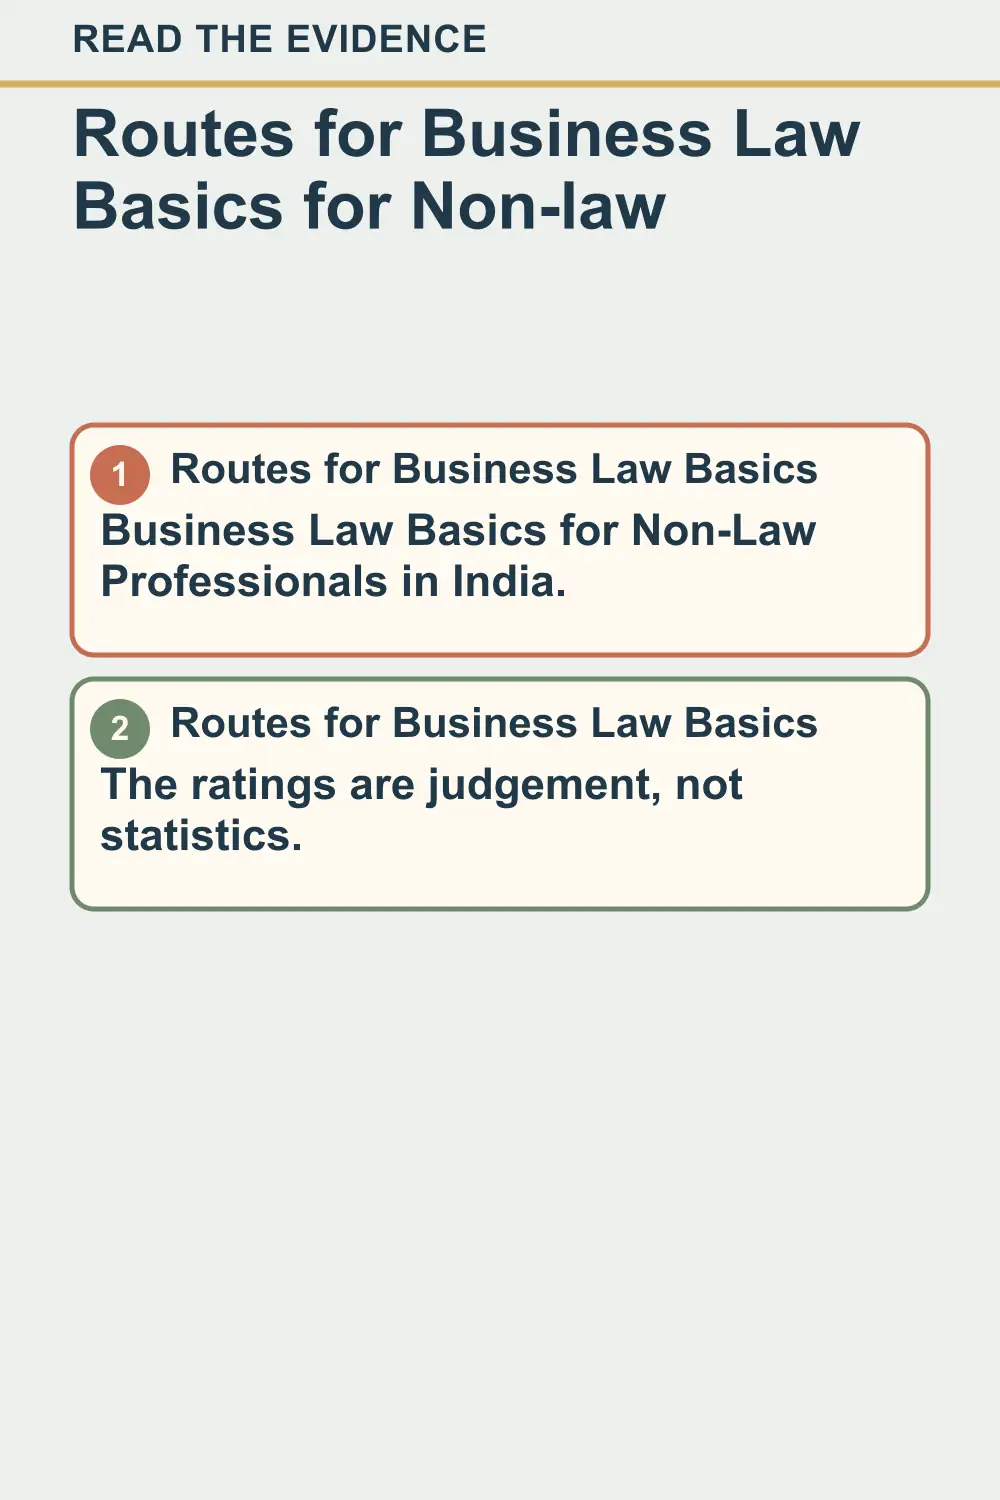 READ THE EVIDENCE
Routes for Business Law
Basics for Non-law
1 Routes for Business Law Basics
Business Law Basics for Non-Law
Professionals in India.
2 Routes for Business Law Basics
The ratings are judgement, not
statistics.